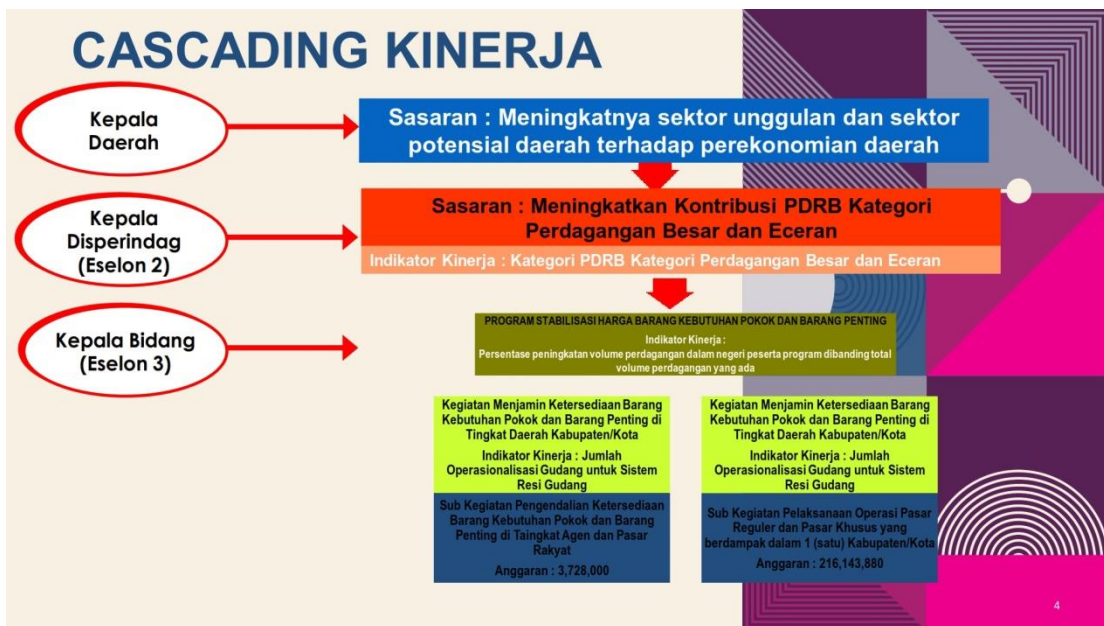 CASCADING KINERJA
Kepala
Daerah
Sasaran : Meningkatnya sektor unggulan dan sektor
potensial daerah terhadap perekonomian daerah
Kepala
Disperindag
(Eselon 2)
Sasaran : Meningkatkan Kontribusi PDRB Kategori
Perdagangan Besar dan Eceran
Indikator Kinerja : Kategori PDRB Kategori Perdagangan Besar dan Eceran
Kepala Bidang
(Eselon 3)
PROGRAM STABILISASI HARGA BARANG KEBUTUHAN POKOK DAN BARANG PENTING
Indikator Kinerja :
Persentase peningkatan volume perdagangan dalam negeri peserta program dibanding total
volume perdagangan yang ada
Kegiatan Menjamin Ketersediaan Barang
Kebutuhan Pokok dan Barang Penting di
Tingkat Daerah Kabupaten/Kota
Indikator Kinerja : Jumlah
Operasionalisasi Gudang untuk Sistem
Resi Gudang
Sub Kegiatan Pengendalian Ketersediaan
Barang Kebutuhan Pokok dan Barang
Penting di Taingkat Agen dan Pasar
Rakyat
Anggaran : 3,728,000
Kegiatan Menjamin Ketersediaan Barang
Kebutuhan Pokok dan Barang Penting di
Tingkat Daerah Kabupaten/Kota
Indikator Kinerja : Jumlah
Operasionalisasi Gudang untuk Sistem
Resi Gudang
Sub Kegiatan Pelaksanaan Operasi Pasar
Reguler dan Pasar Khusus yang
berdampak dalam 1 (satu) Kabupaten/Kota
Anggaran : 216,143,880
4